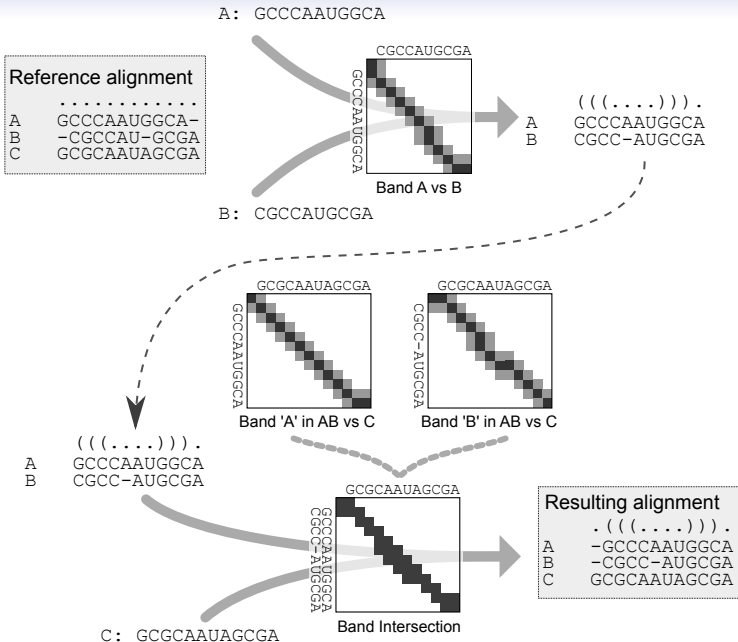 A: GCCCAAUGGCA
Reference alignment
............
A GCCCAAUGGCA-
B -CGCCAU-GCGA
C GCGCAAUAGCGA
CGCCAUGCGA
GCCCAAUGGCA
Band A vs B
(((....))).
A GCCCAAUGGCA
B CGCC-AUGCGA
B: CGCCAUGCGA
GCGCAAUAGCGA
GCCCAAUGGCA
Band 'A' in AB vs C
GCGCAAUAGCGA
CGCC-AUGCGA
Band 'B' in AB vs C
(((....))).
A GCCCAAUGGCA
B CGCC-AUGCGA
GCGCAAUAGCGA
GCCCAAUGGCA
CGCC-AUGCGA
Band Intersection
Resulting alignment
.(((....))).
A -GCCCAAUGGCA
B -CGCC-AUGCGA
C GCGCAAUAGCGA
C: GCGCAAUAGCGA